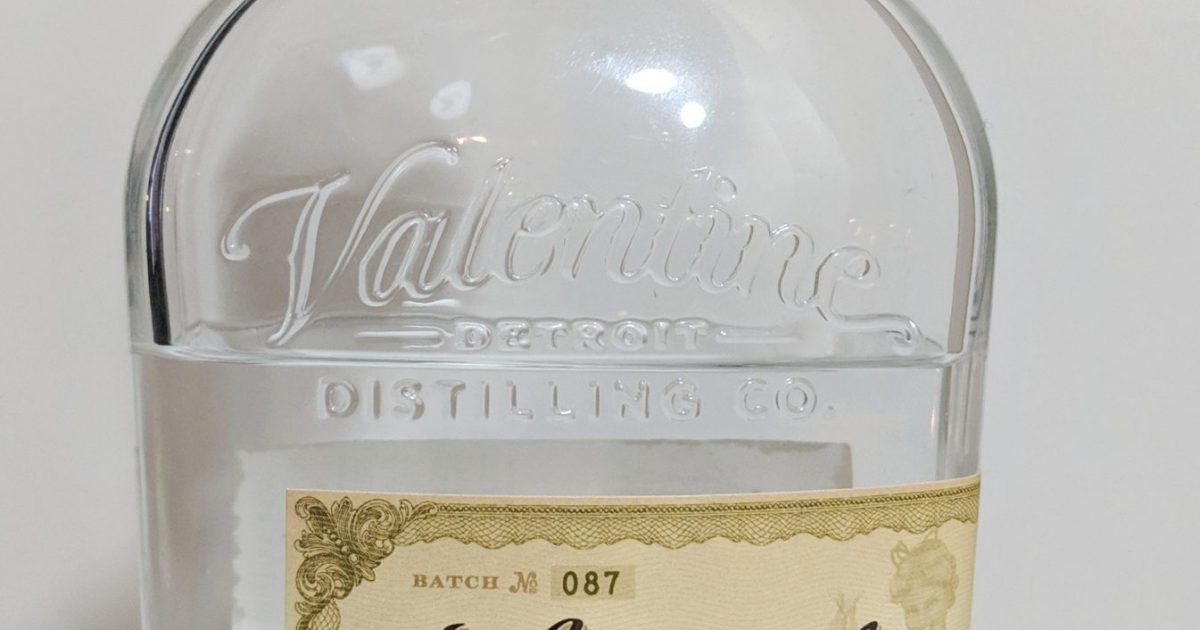 Valentine
DETROIT
DISTILLING CO.
BATCH № 087